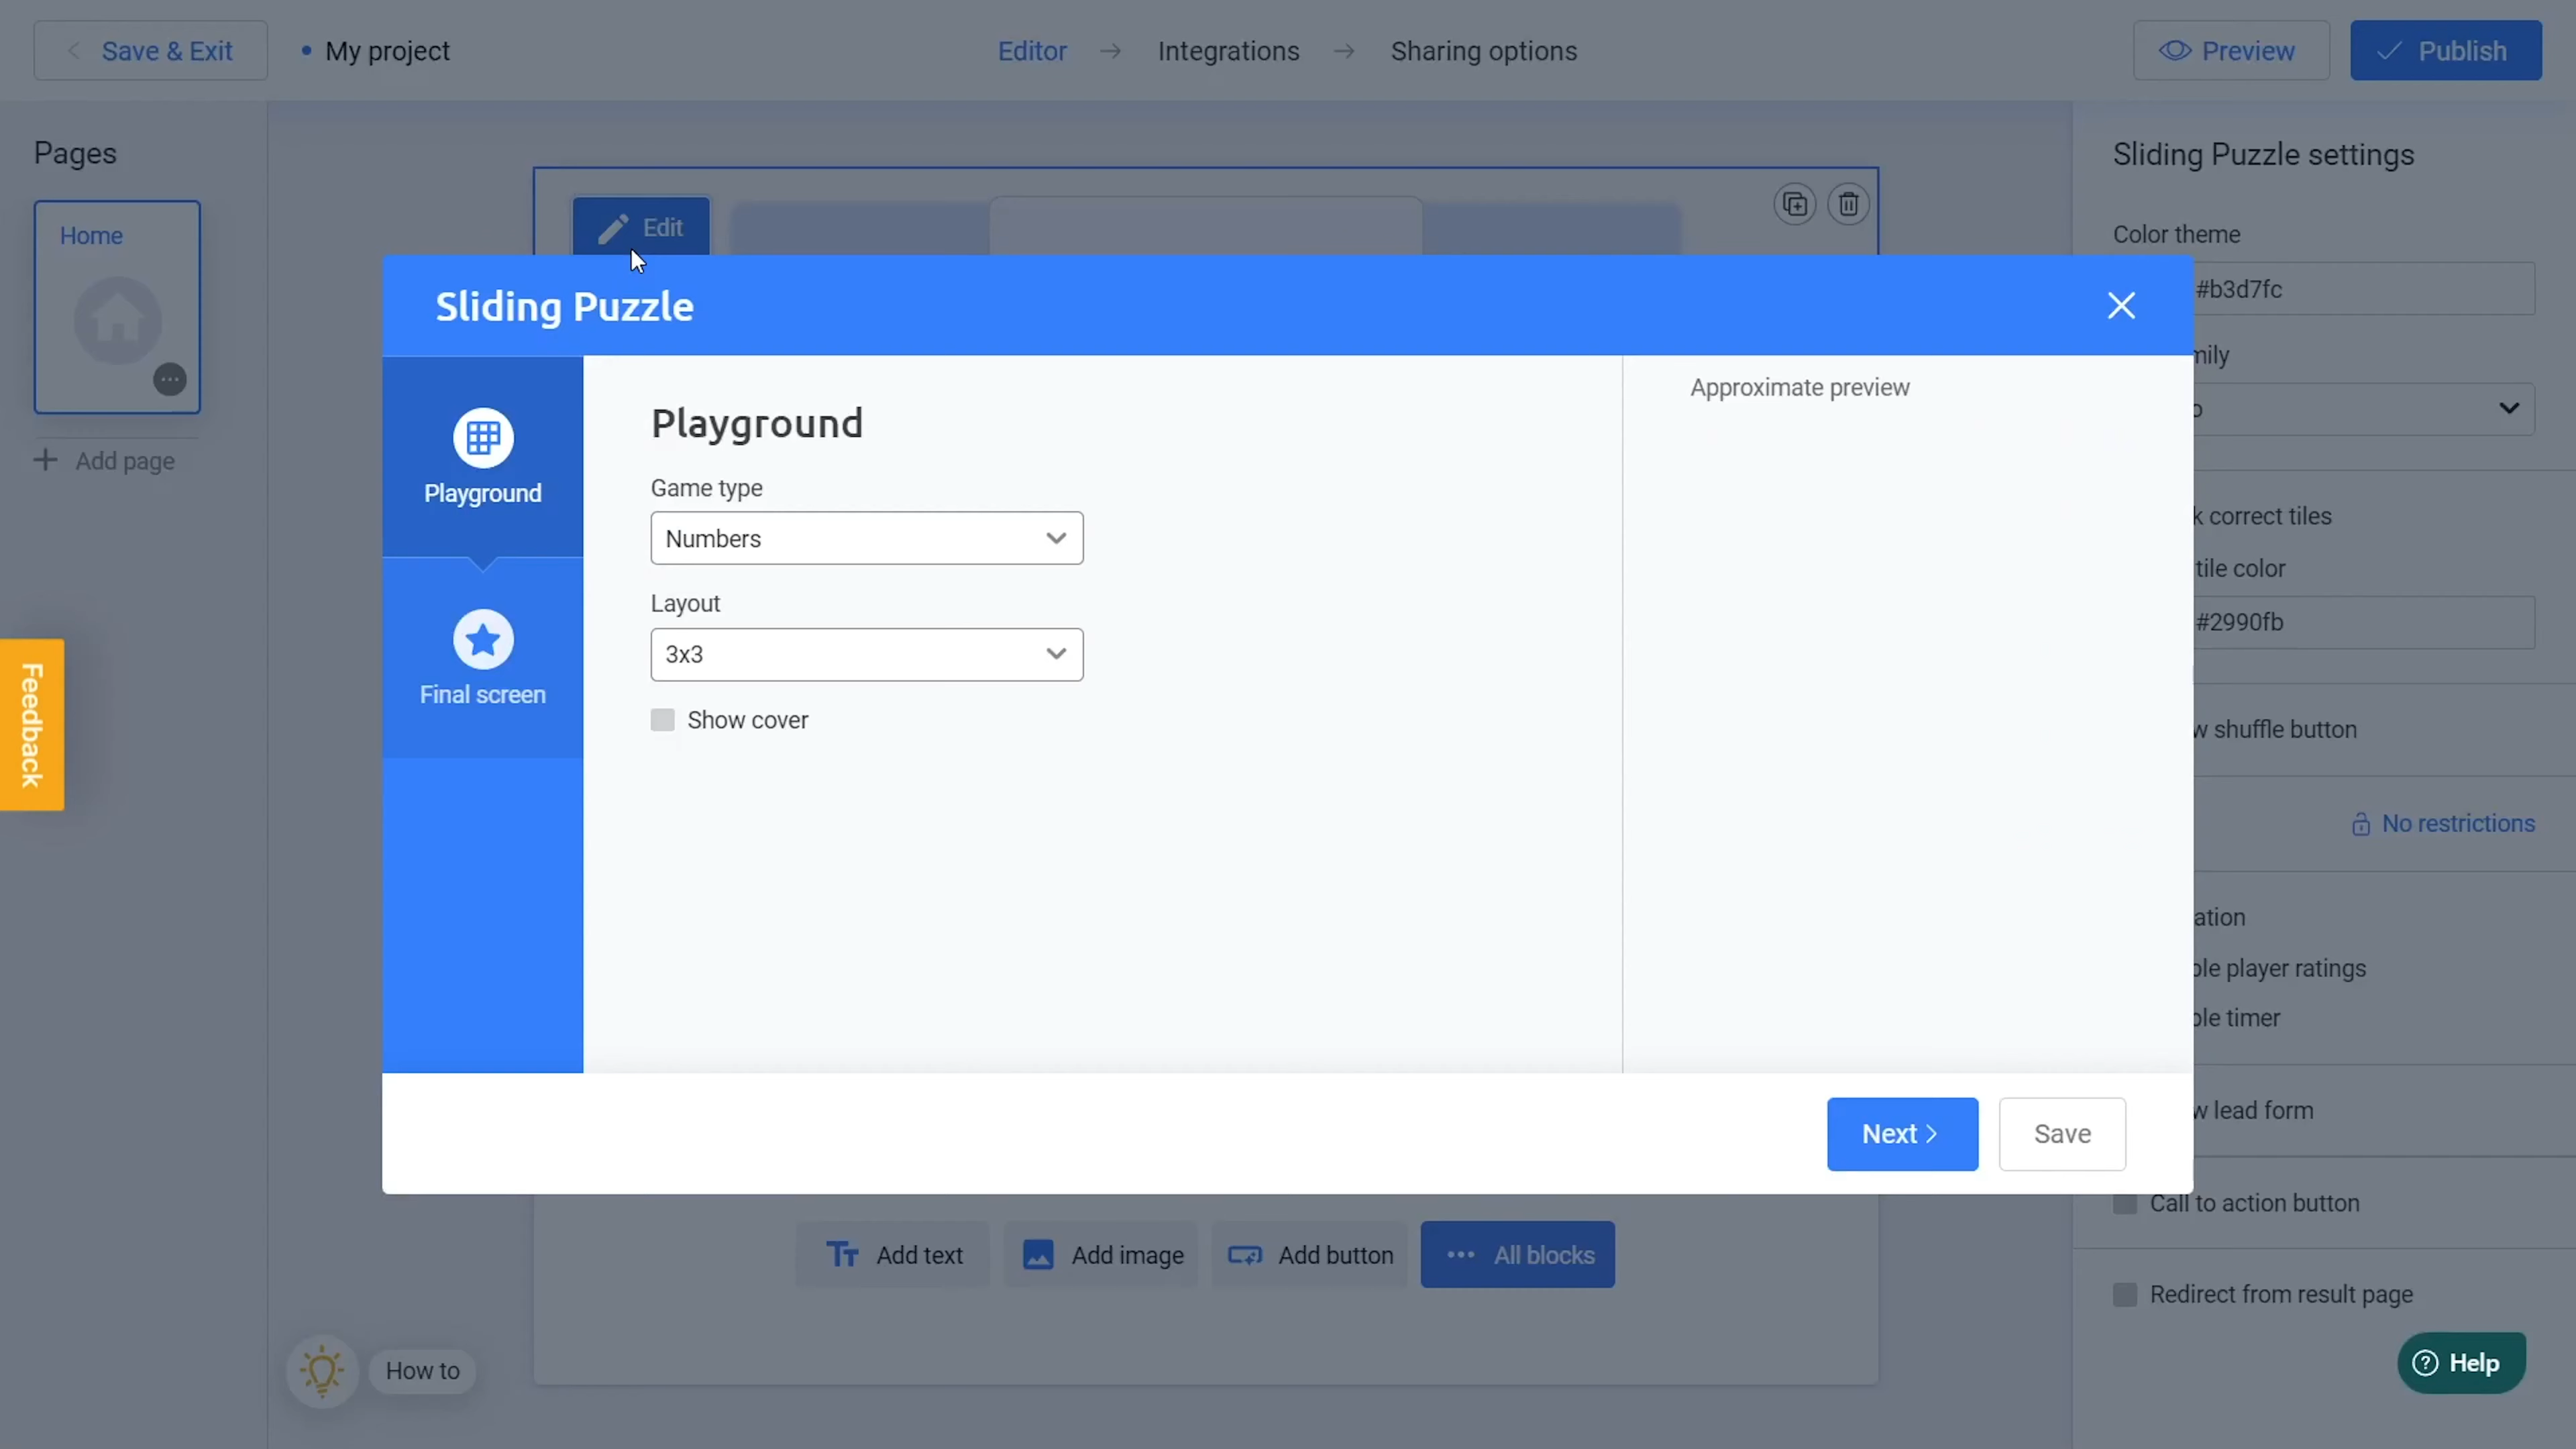 Save & Exit
My project
Editor
Integrations
Sharing options
Preview
Publish
Pages
Home
Add page
Feedback
Edit
Sliding Puzzle
Playground
Final screen
Playground
Game type
Numbers
Layout
3x3
Show cover
Approximate preview
Next
Save
Add text
Add image
Add button
All blocks
How to
Sliding Puzzle settings
Color theme
#b3d7fc
correct tiles
tile color
#2990fb
shuffle button
No restrictions
player ratings
timer
lead form
Call to action button
Redirect from result page
Help